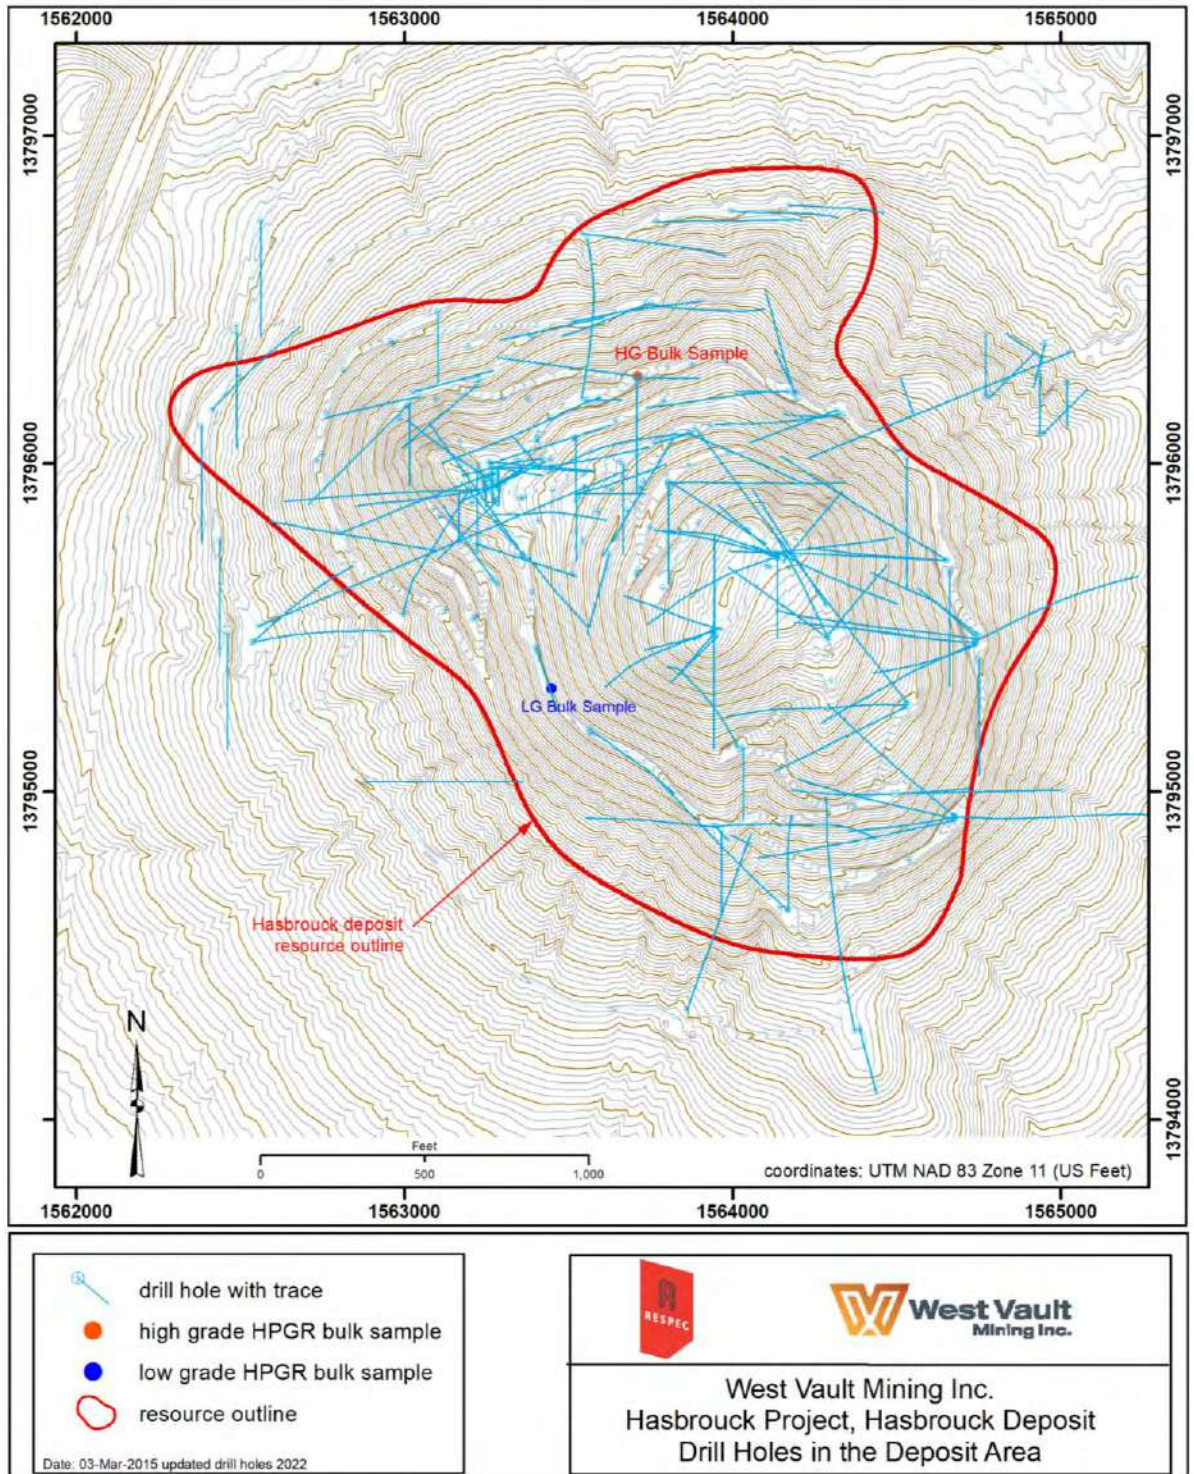 1562000 1563000 1564000 1565000
13797000 13797000
HG Bulk Sample
13796000 13796000
LG Bulk Sample
13795000 13795000
Hasbrouck deposit
resource outline
N
13794000 13794000
Feet
0 500 1,000
coordinates: UTM NAD 83 Zone 11 (US Feet)
1562000 1563000 1564000 1565000
drill hole with trace
high grade HPGR bulk sample
low grade HPGR bulk sample
resource outline
Date: 03-Mar-2015 updated drill holes 2022
RESPEC
West Vault
Mining Inc.
West Vault Mining Inc.
Hasbrouck Project, Hasbrouck Deposit
Drill Holes in the Deposit Area